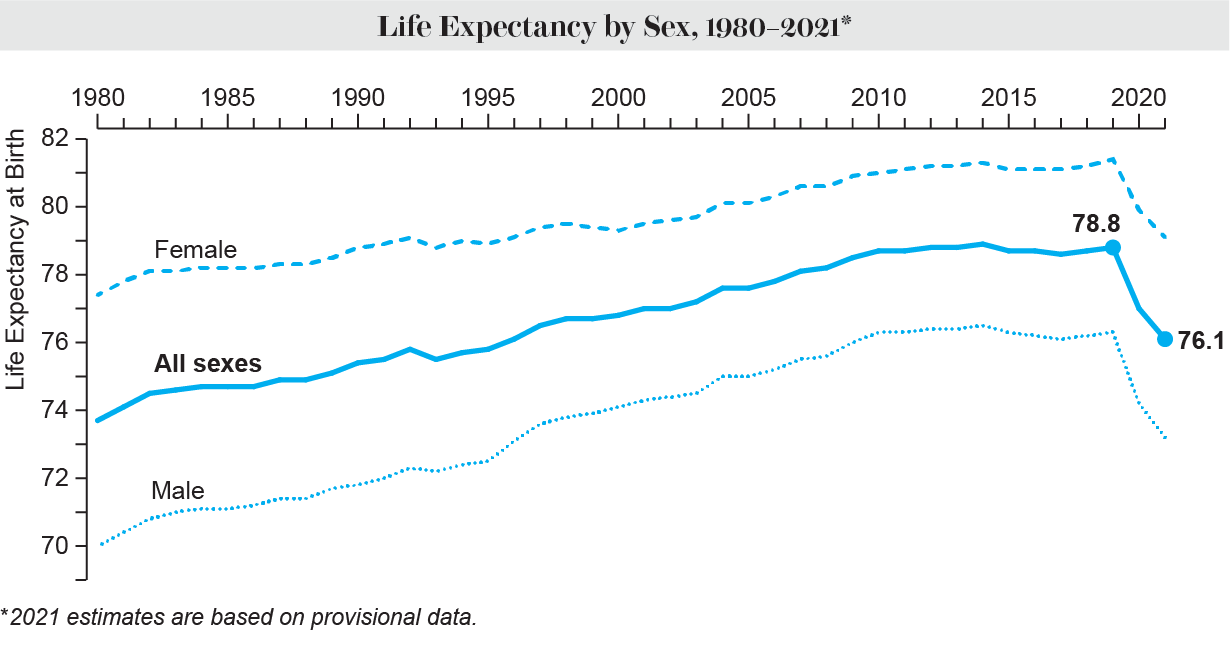 Life Expectancy by Sex, 1980–2021*
1980 1985 1990 1995 2000 2005 2010 2015 2020
Life Expectancy at Birth
82
80
78
76
74
72
70
Female
78.8
All sexes
76.1
Male
*2021 estimates are based on provisional data.